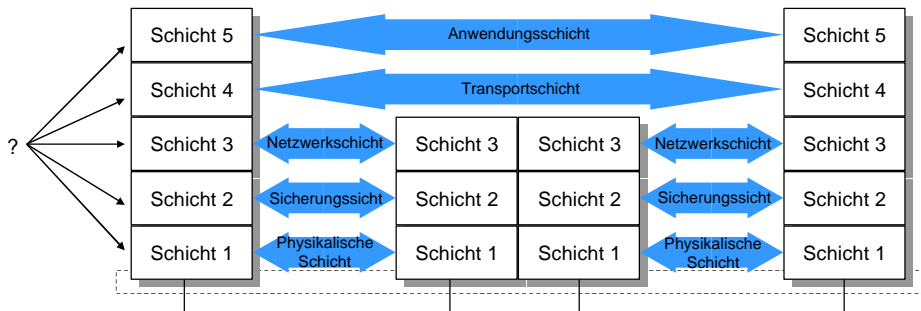 Schicht 5
Anwendungsschicht
Schicht 5
Schicht 4
Transportschicht
Schicht 4
?
Schicht 3
Netzwerkschicht
Schicht 3
Schicht 3
Netzwerkschicht
Schicht 3
Schicht 2
Sicherungssicht
Schicht 2
Schicht 2
Sicherungssicht
Schicht 2
Schicht 1
Physikalische
Schicht
Schicht 1
Schicht 1
Physikalische
Schicht
Schicht 1